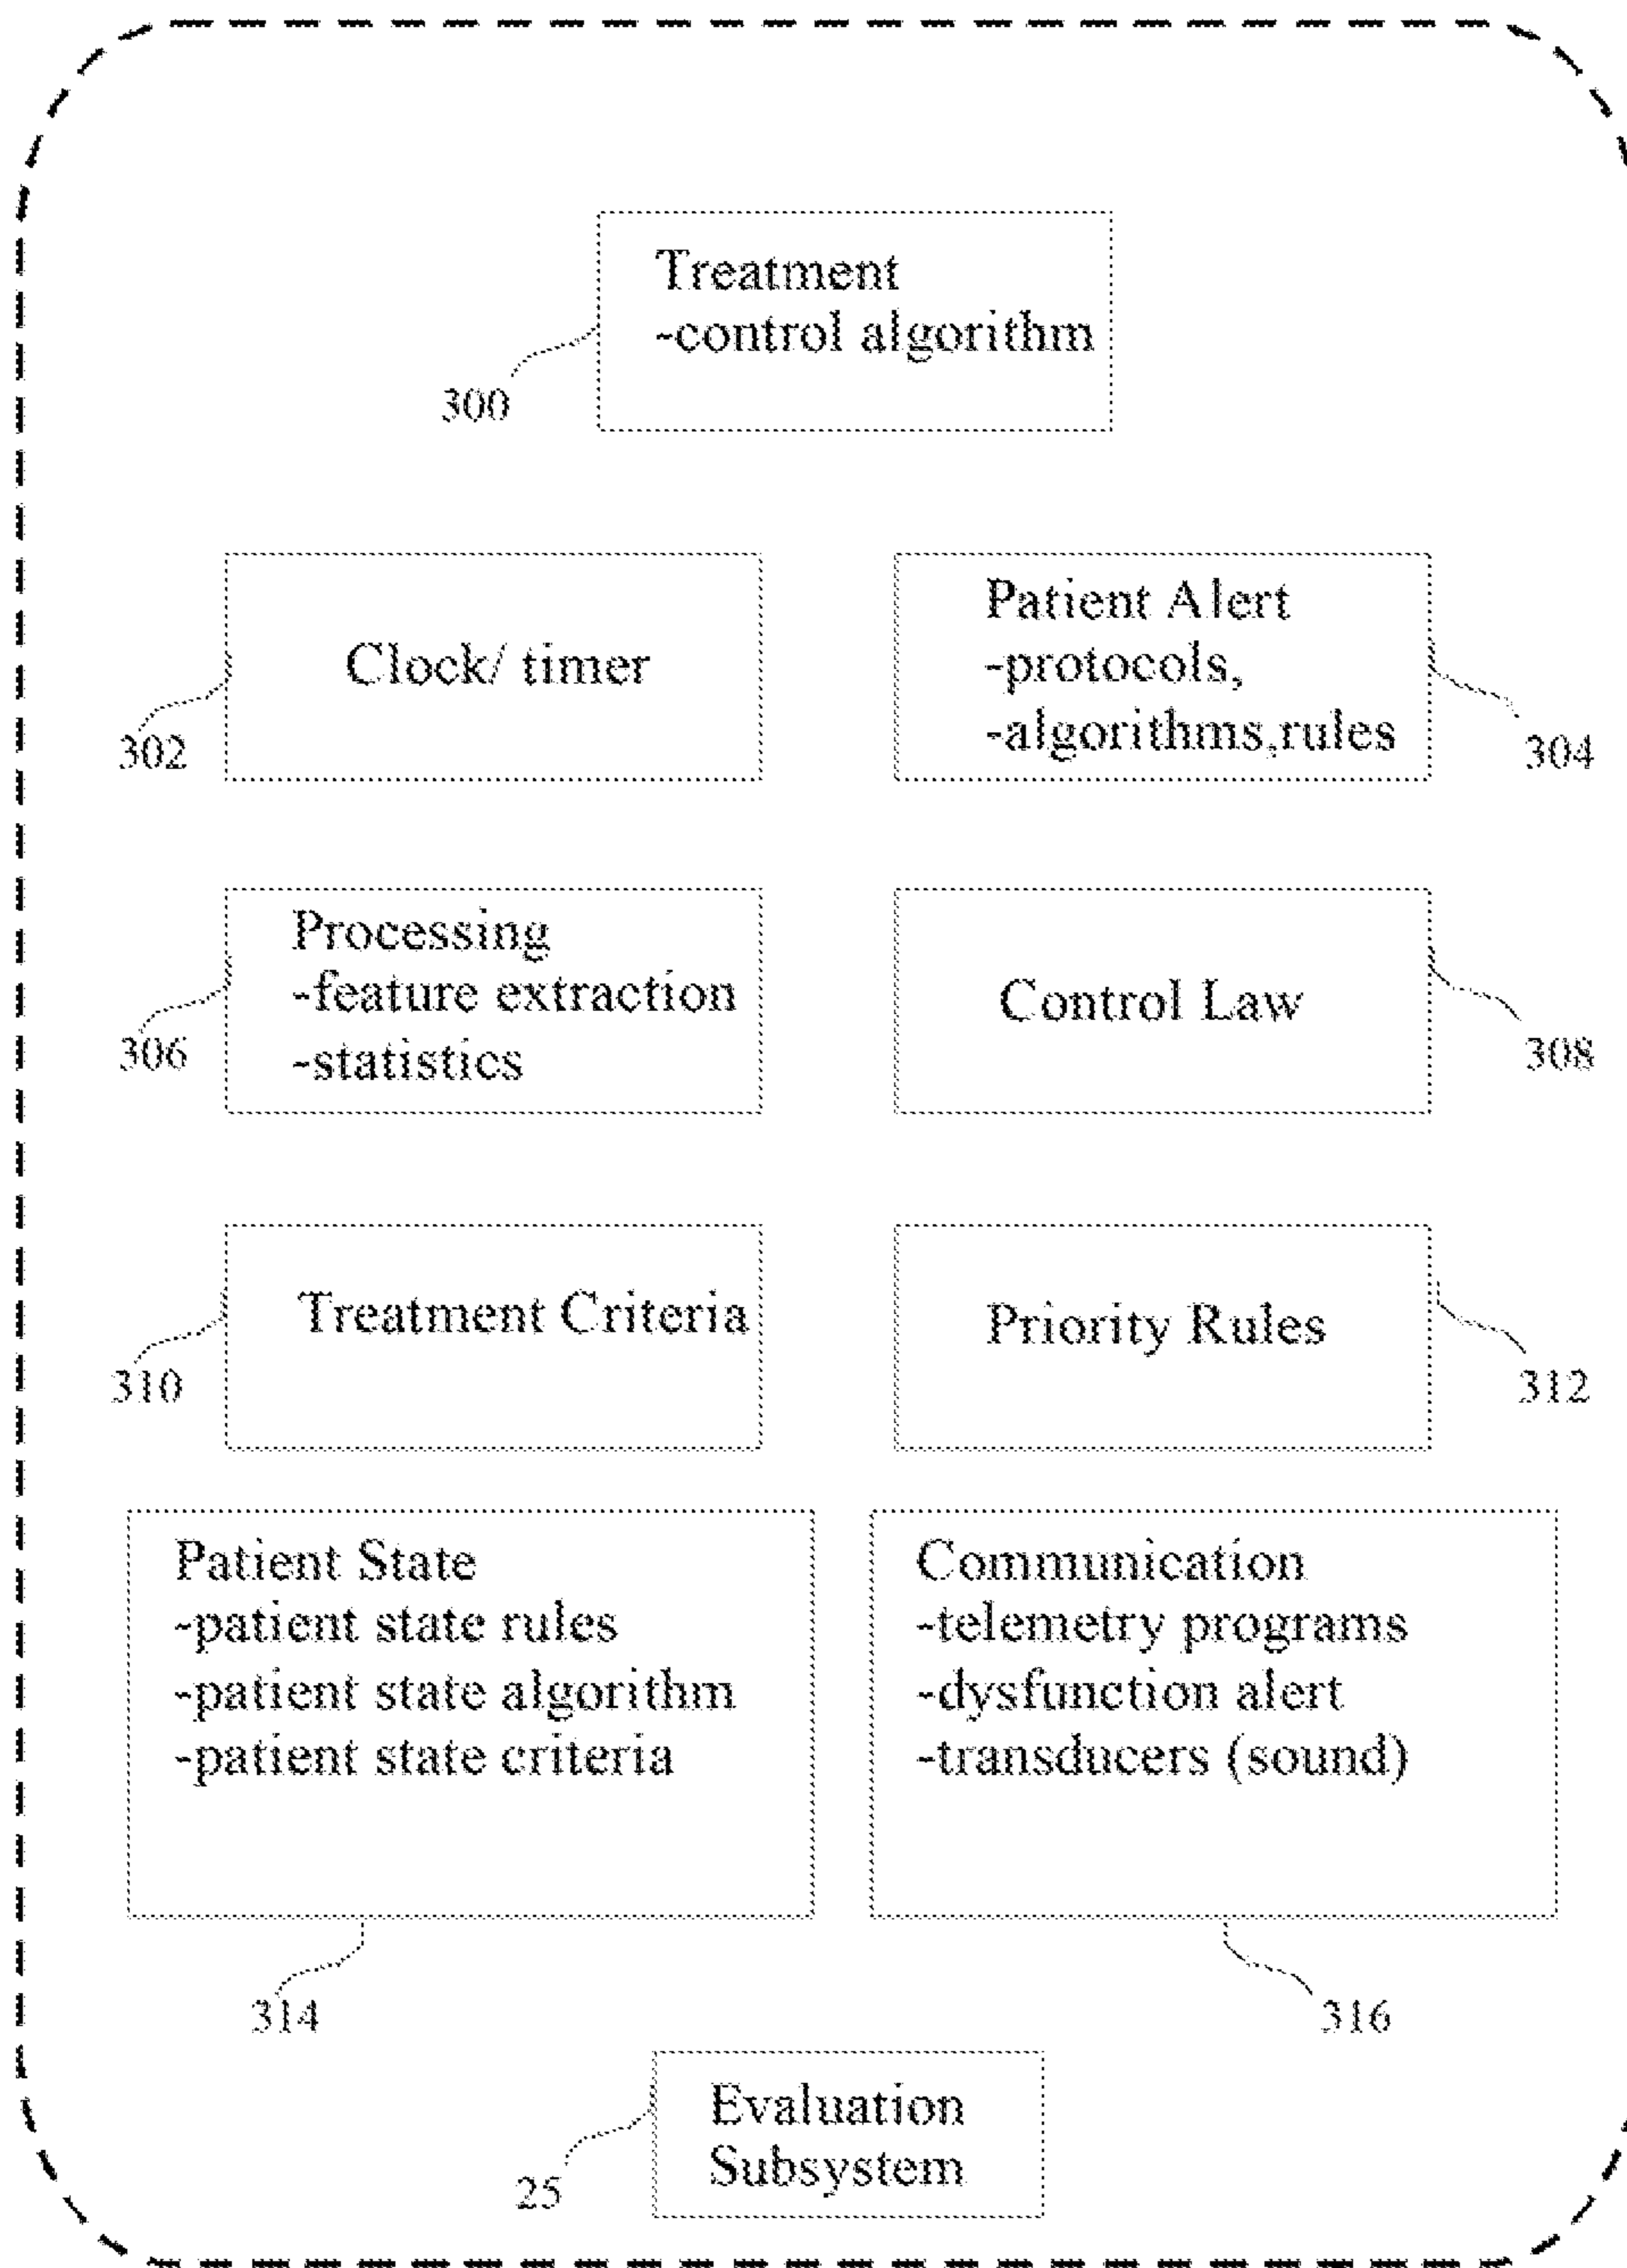 Treatment
-control algorithm
300
Clock/ timer
302
Patient Alert
-protocols,
-algorithms,rules
304
Processing
-feature extraction
-statistics
306
Control Law
308
Treatment Criteria
310
Priority Rules
312
Patient State
-patient state rules
-patient state algorithm
-patient state criteria
314
Communication
-telemetry programs
-dysfunction alert
-transducers (sound)
316
Evaluation
Subsystem
25